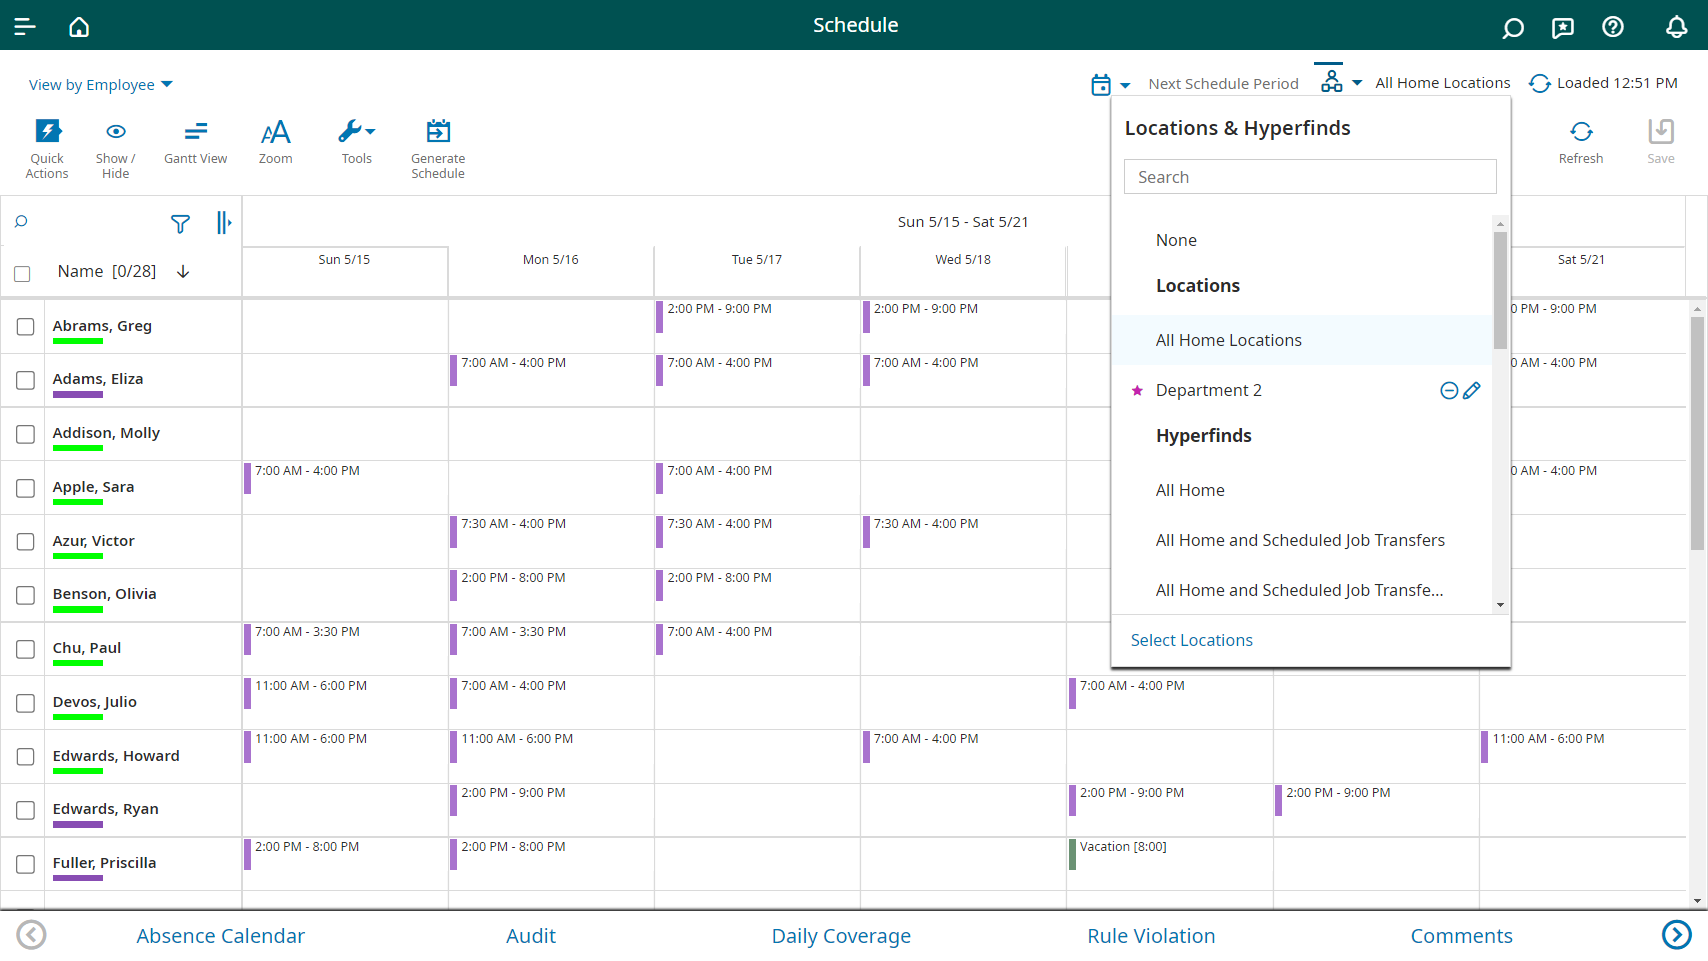 Schedule
View by Employee
Next Schedule Period
All Home Locations
Loaded 12:51 PM
Quick
Actions
Show /
Hide
Gantt View
Zoom
Tools
Generate
Schedule
Refresh
Save
Locations & Hyperfinds
Search
None
Locations
All Home Locations
Department 2
Hyperfinds
All Home
All Home and Scheduled Job Transfers
All Home and Scheduled Job Transfe...
Select Locations
Sun 5/15 - Sat 5/21
Name [0/28]
Sun 5/15
Mon 5/16
Tue 5/17
Wed 5/18
Sat 5/21
Abrams, Greg
2:00 PM - 9:00 PM
2:00 PM - 9:00 PM
0 PM - 9:00 PM
Adams, Eliza
7:00 AM - 4:00 PM
7:00 AM - 4:00 PM
7:00 AM - 4:00 PM
0 AM - 4:00 PM
Addison, Molly
Apple, Sara
7:00 AM - 4:00 PM
7:00 AM - 4:00 PM
0 AM - 4:00 PM
Azur, Victor
7:30 AM - 4:00 PM
7:30 AM - 4:00 PM
7:30 AM - 4:00 PM
Benson, Olivia
2:00 PM - 8:00 PM
2:00 PM - 8:00 PM
Chu, Paul
7:00 AM - 3:30 PM
7:00 AM - 3:30 PM
7:00 AM - 4:00 PM
Devos, Julio
11:00 AM - 6:00 PM
7:00 AM - 4:00 PM
7:00 AM - 4:00 PM
Edwards, Howard
11:00 AM - 6:00 PM
11:00 AM - 6:00 PM
7:00 AM - 4:00 PM
11:00 AM - 6:00 PM
Edwards, Ryan
2:00 PM - 9:00 PM
2:00 PM - 9:00 PM
2:00 PM - 9:00 PM
Fuller, Priscilla
2:00 PM - 8:00 PM
2:00 PM - 8:00 PM
Vacation [8:00]
Absence Calendar
Audit
Daily Coverage
Rule Violation
Comments